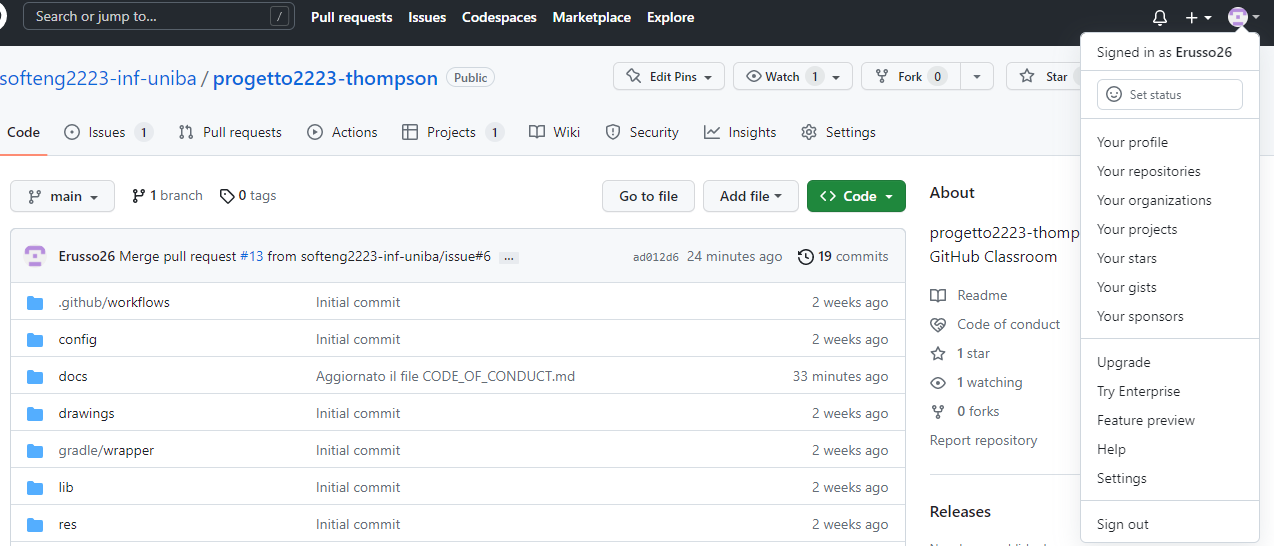 Search or jump to... / Pull requests Issues Codespaces Marketplace Explore
Signed in as Erusso26
softeng2223-inf-uniba / progetto2223-thompson Public Edit Pins Watch 1 Fork 0 Star
Set status
Code Issues 1 Pull requests Actions Projects 1 Wiki Security Insights Settings
Your profile
Your repositories
Your organizations
Your projects
Your stars
Your gists
Your sponsors
Upgrade
Try Enterprise
Feature preview
Help
Settings
Sign out
main 1 branch 0 tags Go to file Add file Code
Erusso26 Merge pull request #13 from softeng2223-inf-uniba/issue#6 ... ad012d6 24 minutes ago 19 commits
.github/workflows Initial commit 2 weeks ago
config Initial commit 2 weeks ago
docs Aggiornato il file CODE_OF_CONDUCT.md 33 minutes ago
drawings Initial commit 2 weeks ago
gradle/wrapper Initial commit 2 weeks ago
lib Initial commit 2 weeks ago
res Initial commit 2 weeks ago
About
progetto2223-thomp
GitHub Classroom
Readme
Code of conduct
1 star
1 watching
0 forks
Report repository
Releases